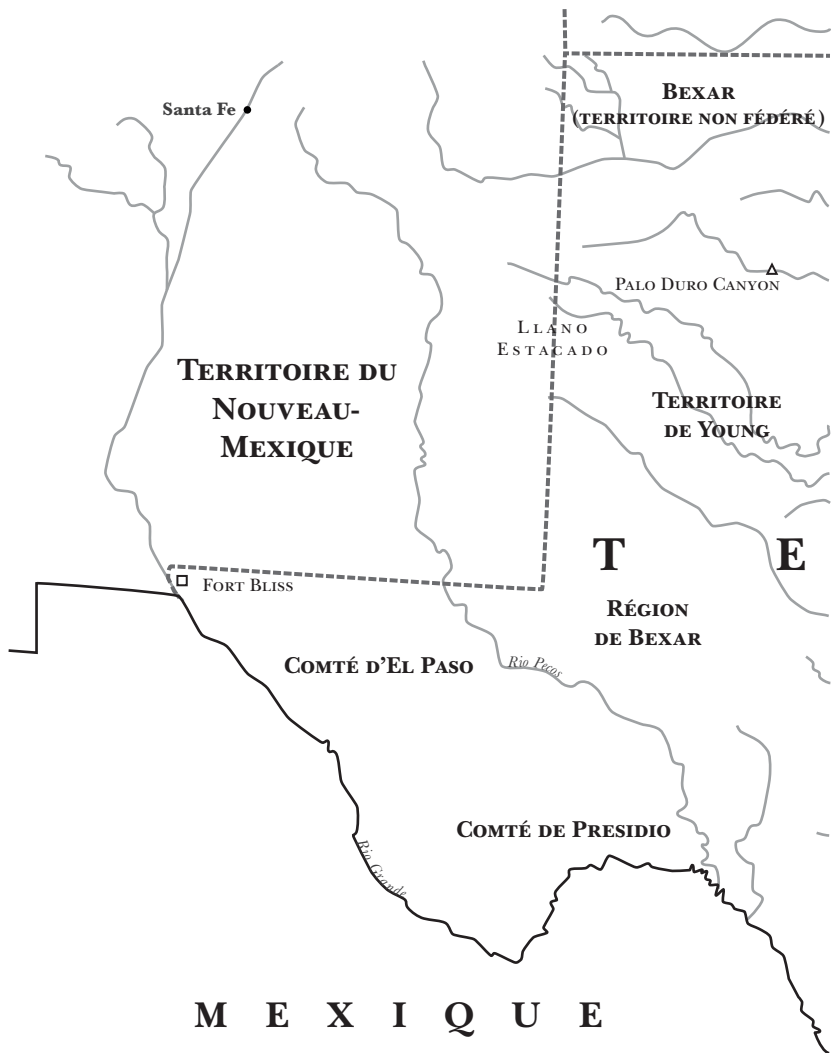 Santa Fe
Bexar
(territoire non fédéré)
Palo Duro Canyon
Llano
Estacado
Territoire du
Nouveau-
Mexique
Territoire
de Young
T E
Fort Bliss
Région
de Bexar
Comté d'El Paso
Rio Pecos
Comté de Presidio
Rio Grande
MEXIQUE